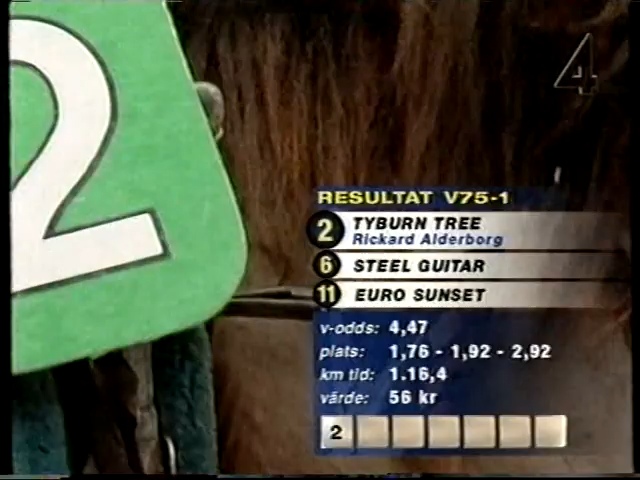 2
4
RESULTAT V75-1
2 TYBURN TREE
Rickard Alderborg
6 STEEL GUITAR
11 EURO SUNSET
v-odds: 4,47
plats: 1,76 - 1,92 - 2,92
km tid: 1.16,4
värde: 56 kr
2